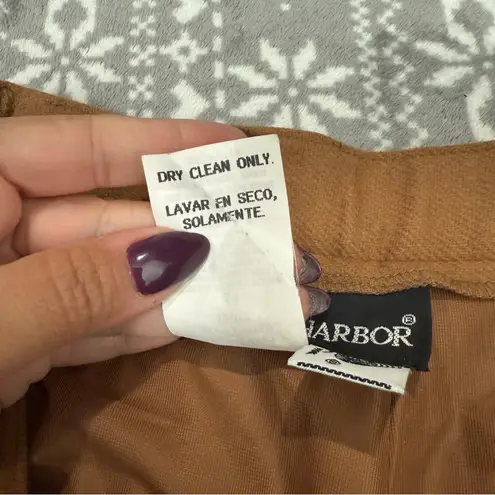 DRY CLEAN ONLY.
LAVAR EN SECO,
SOLAMENTE.
HARBOR®